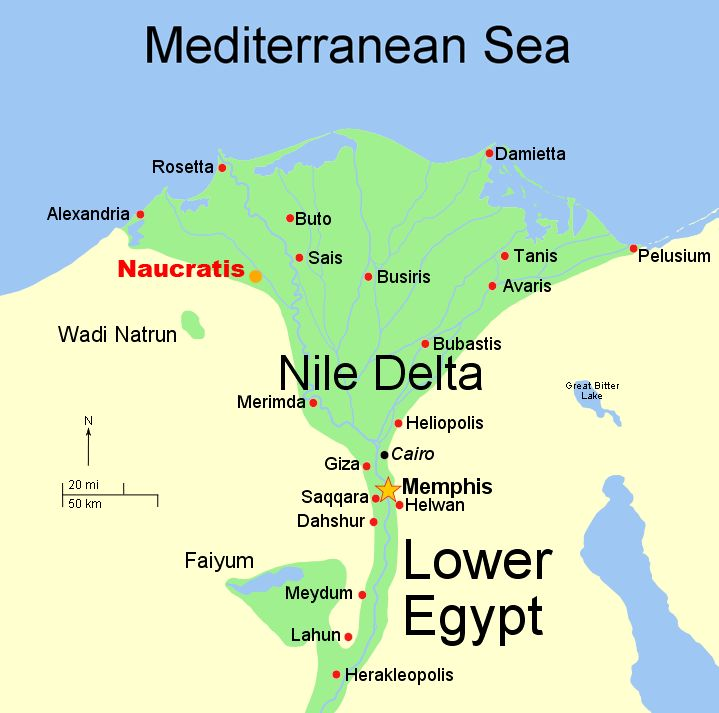 Mediterranean Sea
Rosetta
Damietta
Alexandria
Buto
Sais
Tanis
Pelusium
Naucratis
Busiris
Avaris
Wadi Natrun
Bubastis
Nile Delta
Great Bitter
Lake
Merimda
N
Heliopolis
Cairo
Giza
20 mi
50 km
Memphis
Saqqara
Helwan
Dahshur
Faiyum
Lower
Egypt
Meydum
Lahun
Herakleopolis